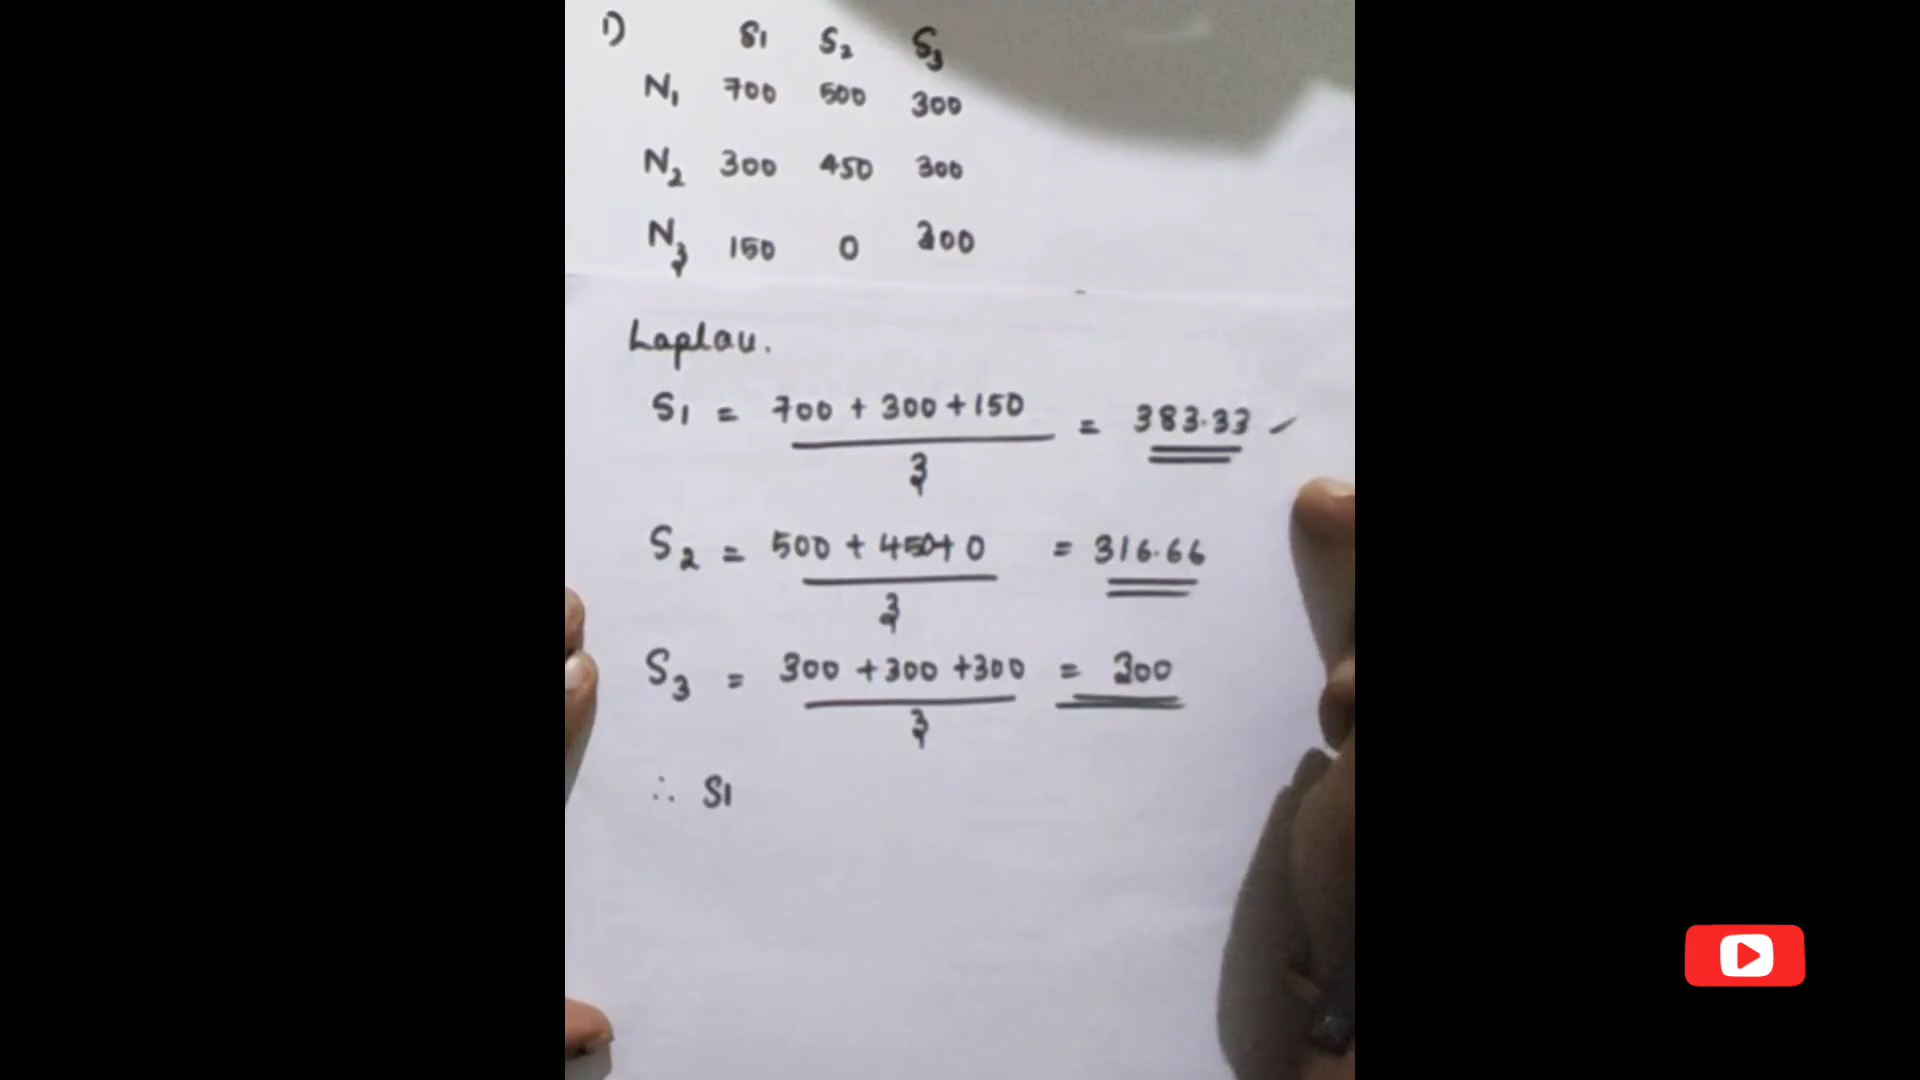 1) S1 S2 S3
N1 700 500 300
N2 300 450 300
N3 150 0 300
Laplau.
S1 = 700 + 300 + 150 / 3 = 383.33 ✓
S2 = 500 + 450 + 0 / 3 = 316.66
S3 = 300 + 300 + 300 / 3 = 300
∴ S1